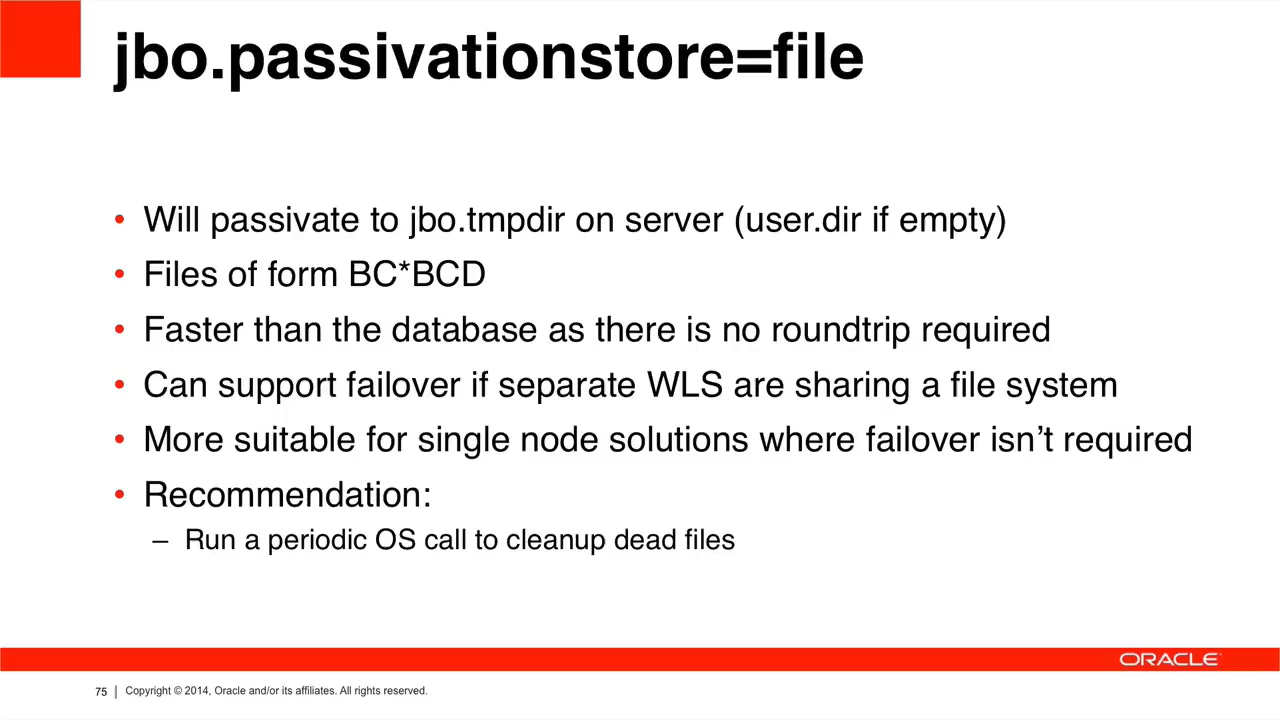 jbo.passivationstore=file
• Will passivate to jbo.tmpdir on server (user.dir if empty)
• Files of form BC*BCD
• Faster than the database as there is no roundtrip required
• Can support failover if separate WLS are sharing a file system
• More suitable for single node solutions where failover isn’t required
• Recommendation:
– Run a periodic OS call to cleanup dead files
ORACLE
75 | Copyright © 2014, Oracle and/or its affiliates. All rights reserved.